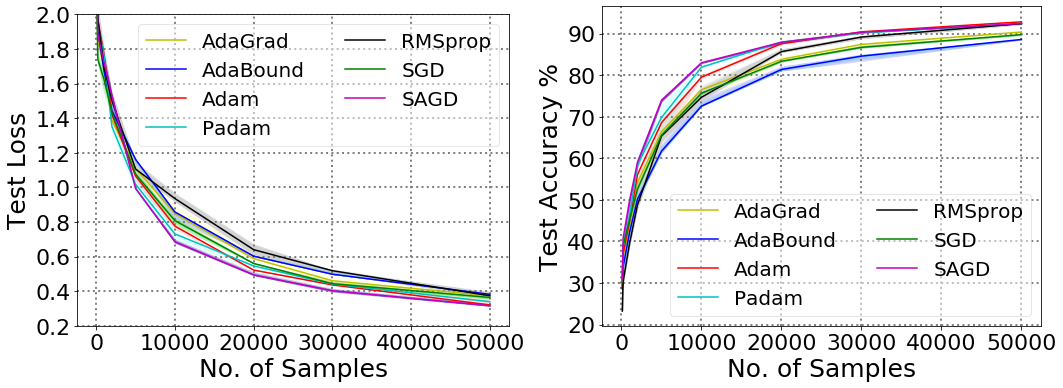 Test Loss
2.0
1.8
1.6
1.4
1.2
1.0
0.8
0.6
0.4
0.2
AdaGrad
AdaBound
Adam
Padam
RMSprop
SGD
SAGD
0 10000 20000 30000 40000 50000
No. of Samples
Test Accuracy %
90
80
70
60
50
40
30
20
AdaGrad
AdaBound
Adam
Padam
RMSprop
SGD
SAGD
0 10000 20000 30000 40000 50000
No. of Samples